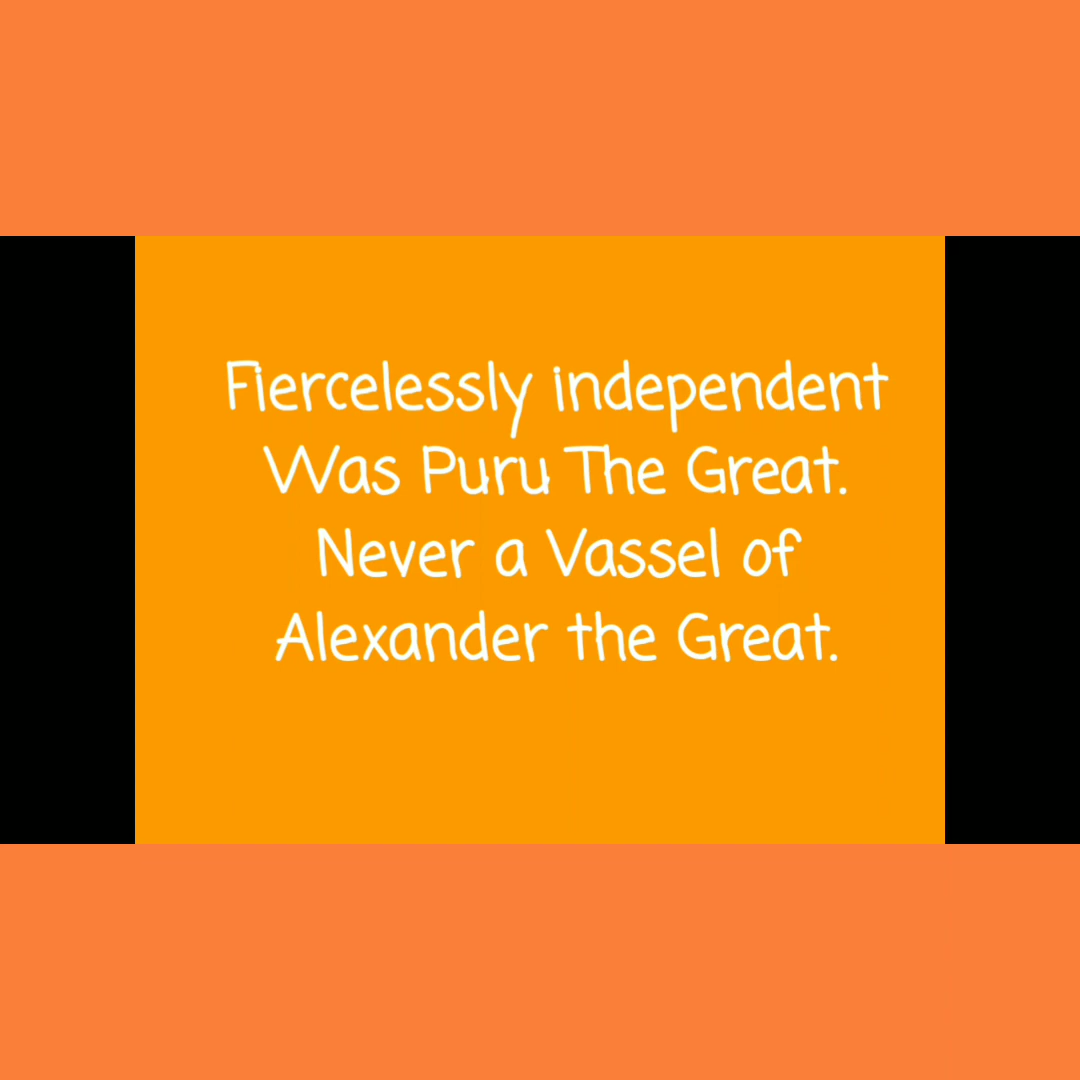 Fiercelessly independent
Was Puru The Great.
Never a Vassel of
Alexander the Great.